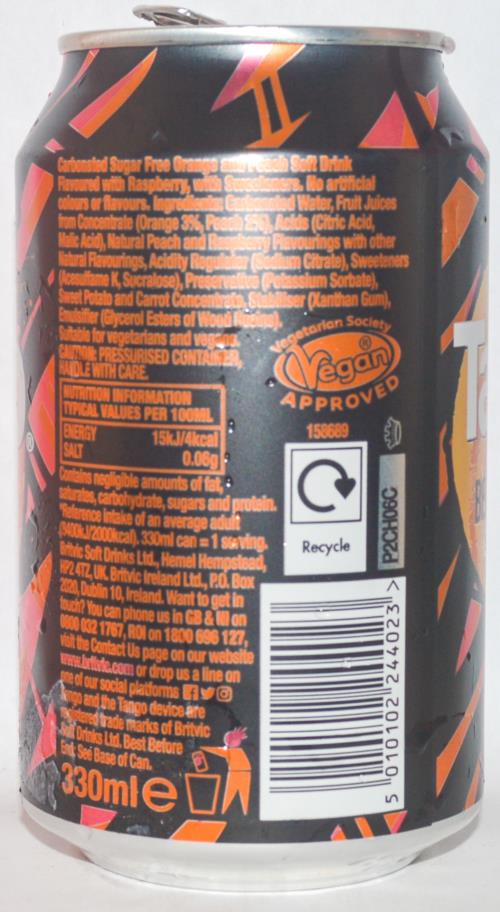 Carbonated Sugar Free Orange and Peach Soft Drink
Flavoured with Raspberry, with Sweeteners. No artificial
colours or flavours. Ingredients: Carbonated Water, Fruit Juices
from Concentrate (Orange 3%, Peach 2%), Acids (Citric Acid,
Malic Acid), Natural Peach and Raspberry Flavourings with other
Natural Flavourings, Acidity Regulator (Sodium Citrate), Sweeteners
(Acesulfame K, Sucralose), Preservative (Potassium Sorbate),
Sweet Potato and Carrot Concentrate, Stabiliser (Xanthan Gum),
Emulsifier (Glycerol Esters of Wood Rosins).
Suitable for vegetarians and vegans.
CAUTION: PRESSURISED CONTAINER,
HANDLE WITH CARE.
NUTRITION INFORMATION
TYPICAL VALUES PER 100ML
ENERGY 15kJ/4kcal
SALT 0.06g
Contains negligible amounts of fat,
saturates, carbohydrate, sugars and protein.
*Reference intake of an average adult
(8400kJ/2000kcal). 330ml can = 1 serving.
Britvic Soft Drinks Ltd., Hemel Hempstead,
HP2 4TZ, UK. Britvic Ireland Ltd., P.O. Box
2020, Dublin 10, Ireland. Want to get in
touch? You can phone us in GB & NI on
0800 032 1767, ROI on 1800 696 127,
visit the Contact Us page on our website
www.britvic.com or drop us a line on
one of our social platforms
Tango and the Tango device are
registered trade marks of Britvic
Soft Drinks Ltd. Best Before
End: See Base of Can.
330ml e
Vegetarian Society
Vegan®
APPROVED
158689
Recycle
P2CH06C
5 010102 244023 >
®